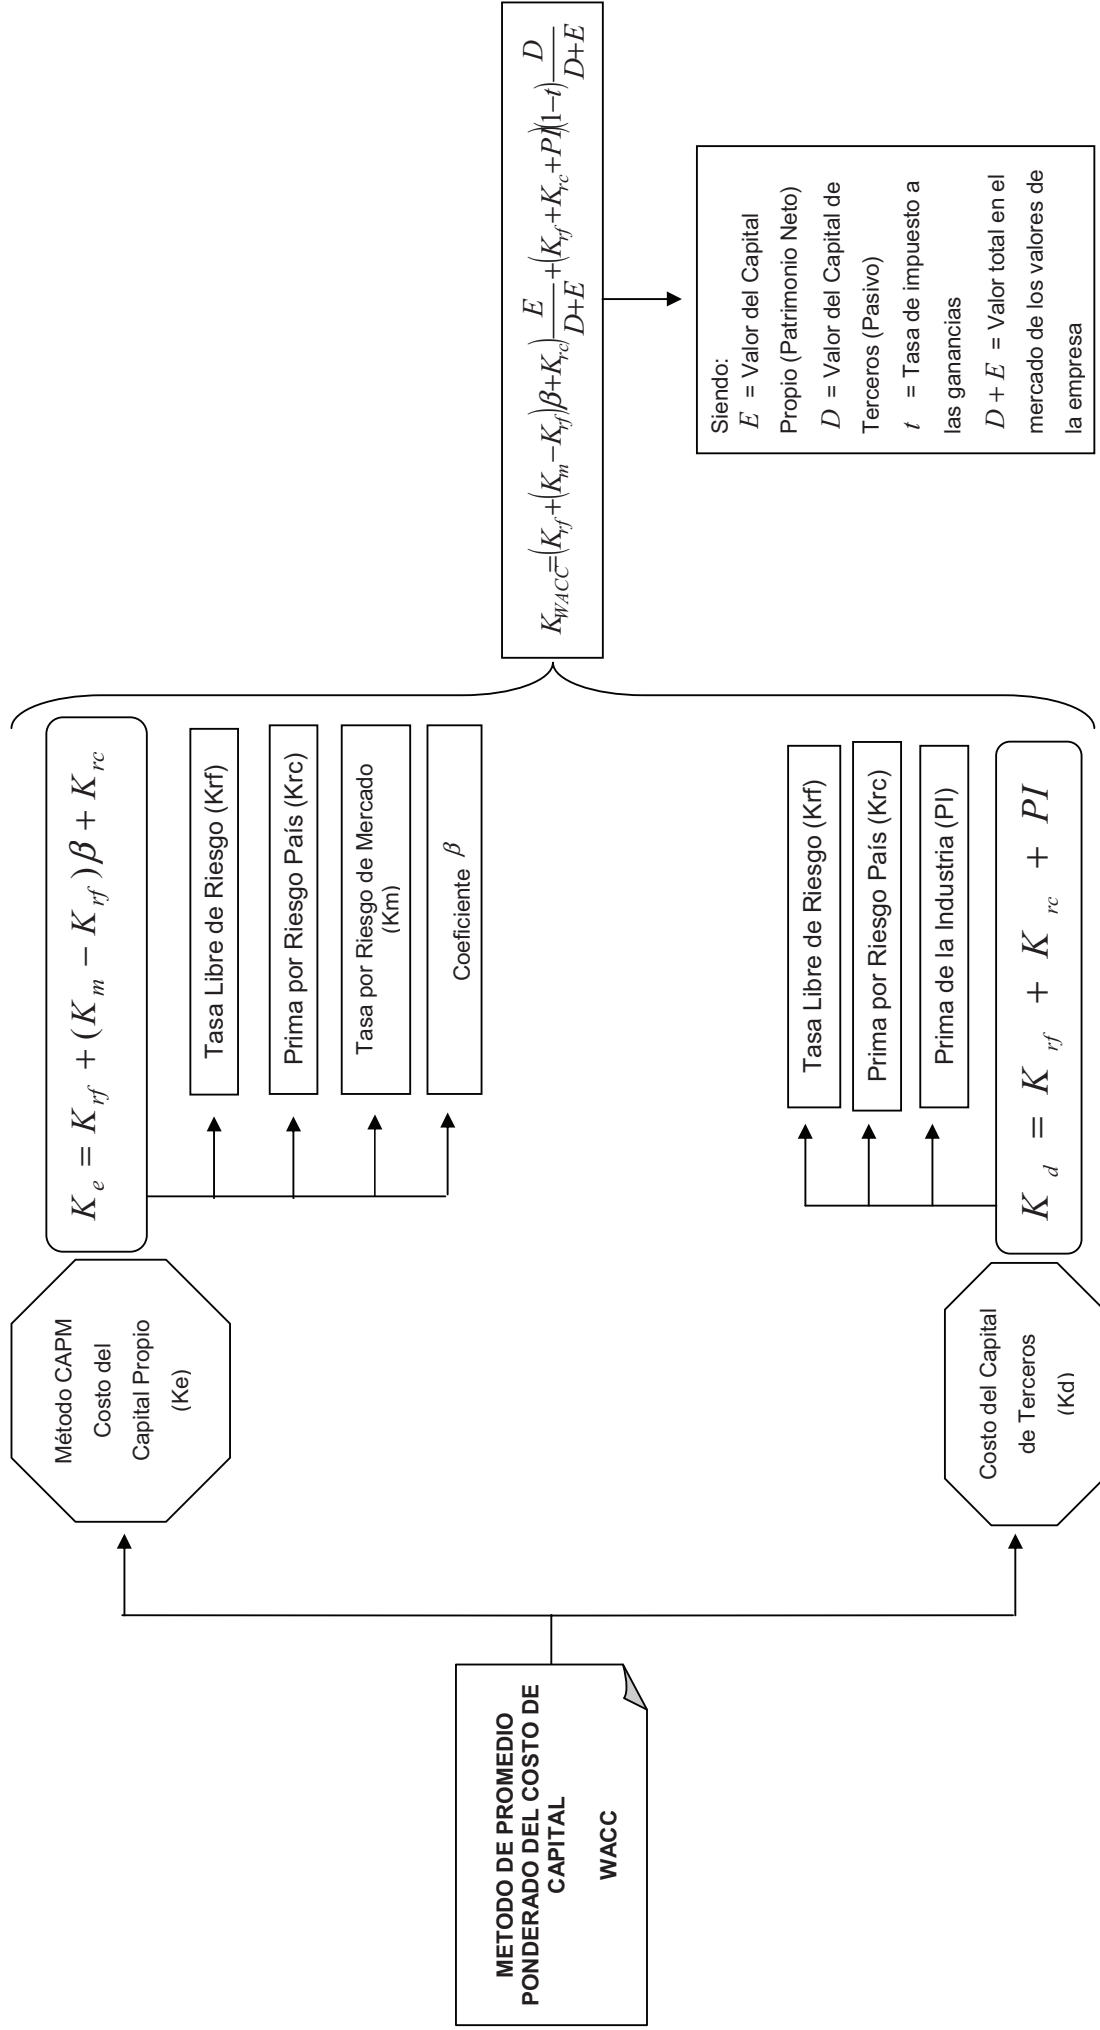 METODO DE PROMEDIO
PONDERADO DEL COSTO DE
CAPITAL
WACC
Método CAPM
Costo del
Capital Propio
(Ke)
K_e = K_rf + (K_m − K_rf)β + K_rc
Tasa Libre de Riesgo (Krf)
Prima por Riesgo País (Krc)
Tasa por Riesgo de Mercado
(Km)
Coeficiente β
Costo del Capital
de Terceros
(Kd)
Tasa Libre de Riesgo (Krf)
Prima por Riesgo País (Krc)
Prima de la Industria (PI)
K_d = K_rf + K_rc + PI
K_WACC=(K_rf+(K_m−K_rf)β+K_rc)E/D+E+(K_rf+K_rc+PI)(1−t)D/D+E
Siendo:
E = Valor del Capital
Propio (Patrimonio Neto)
D = Valor del Capital de
Terceros (Pasivo)
t = Tasa de impuesto a
las ganancias
D + E = Valor total en el
mercado de los valores de
la empresa